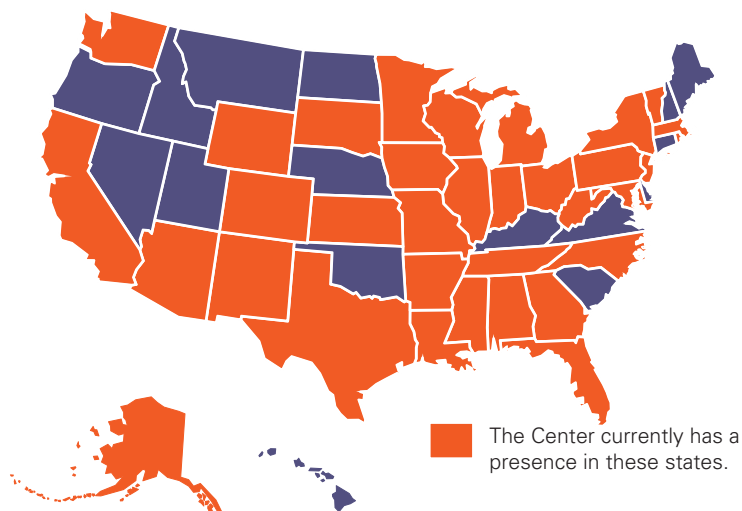 The Center currently has a
presence in these states.